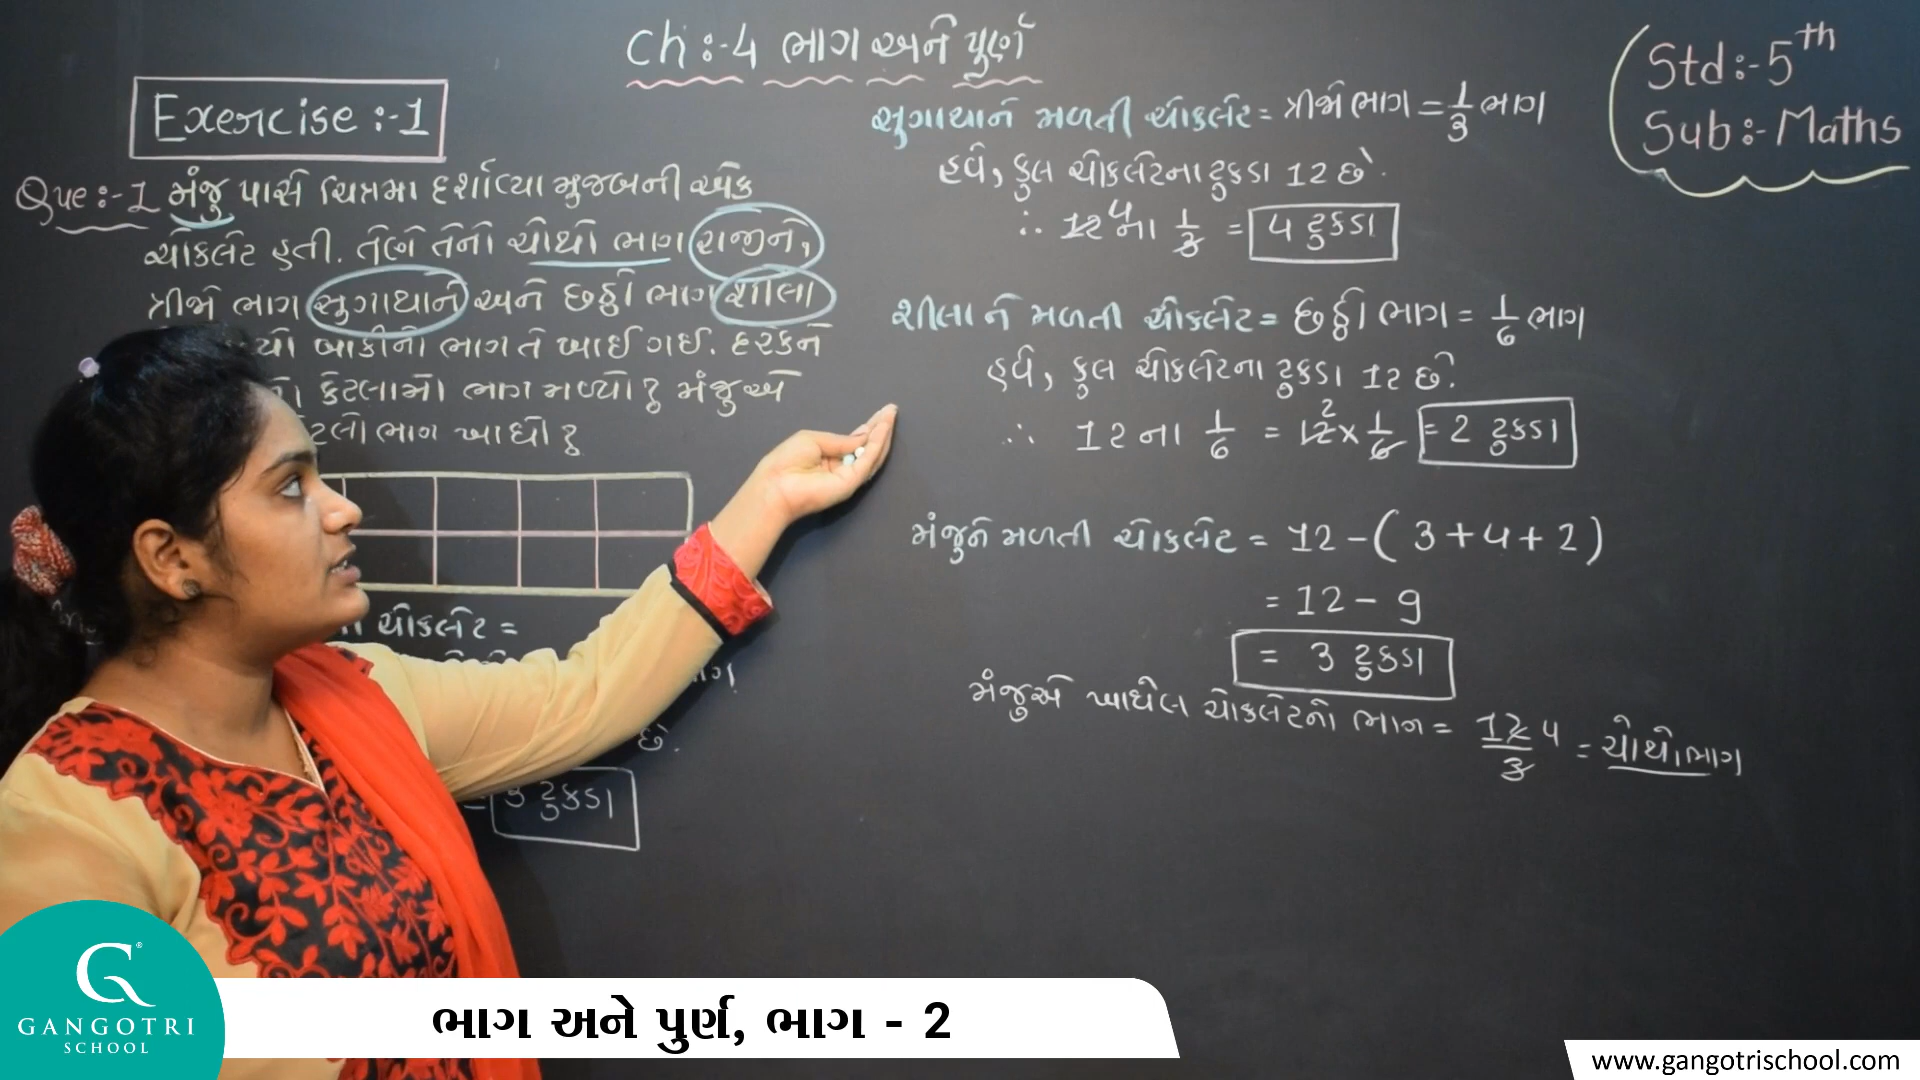 Ch:-4 ભાગ અને પુર્ણ
Std:-5th
Sub:-Maths
Exercise:-1
Que:-1 મંજુ પાસે ચિત્રમાં દર્શાવ્યા મુજબની એક
ચોકલેટ હતી. તેણે તેનો ચોથો ભાગ રાજીને,
ત્રીજો ભાગ સુગાથાને અને છઠ્ઠો ભાગ શીલા
બાકીનો ભાગ તે ખાઈ ગઈ. દરેકને
કેટલામો ભાગ મળ્યો? મંજુએ
ભાગ ખાધો?
ચોકલેટ =
છે.
3 ટુકડા
સુગાથાને મળતી ચોકલેટ = ત્રીજો ભાગ = 1/3 ભાગ
હવે, કુલ ચોકલેટના ટુકડા 12 છે.
∴ 12 4 ના 1/3 = 4 ટુકડા
શીલાને મળતી ચોકલેટ = છઠ્ઠો ભાગ = 1/6 ભાગ
હવે, કુલ ચોકલેટના ટુકડા 12 છે.
∴ 12 ના 1/6 = 12 2 x 1/6 = 2 ટુકડા
મંજુને મળતી ચોકલેટ = 12 - (3+4+2)
= 12 - 9
= 3 ટુકડા
મંજુએ ખાધેલ ચોકલેટનો ભાગ = 12/3 4 = ચોથો ભાગ
GANGOTRI
SCHOOL
ભાગ અને પુર્ણ, ભાગ - 2
www.gangotrischool.com